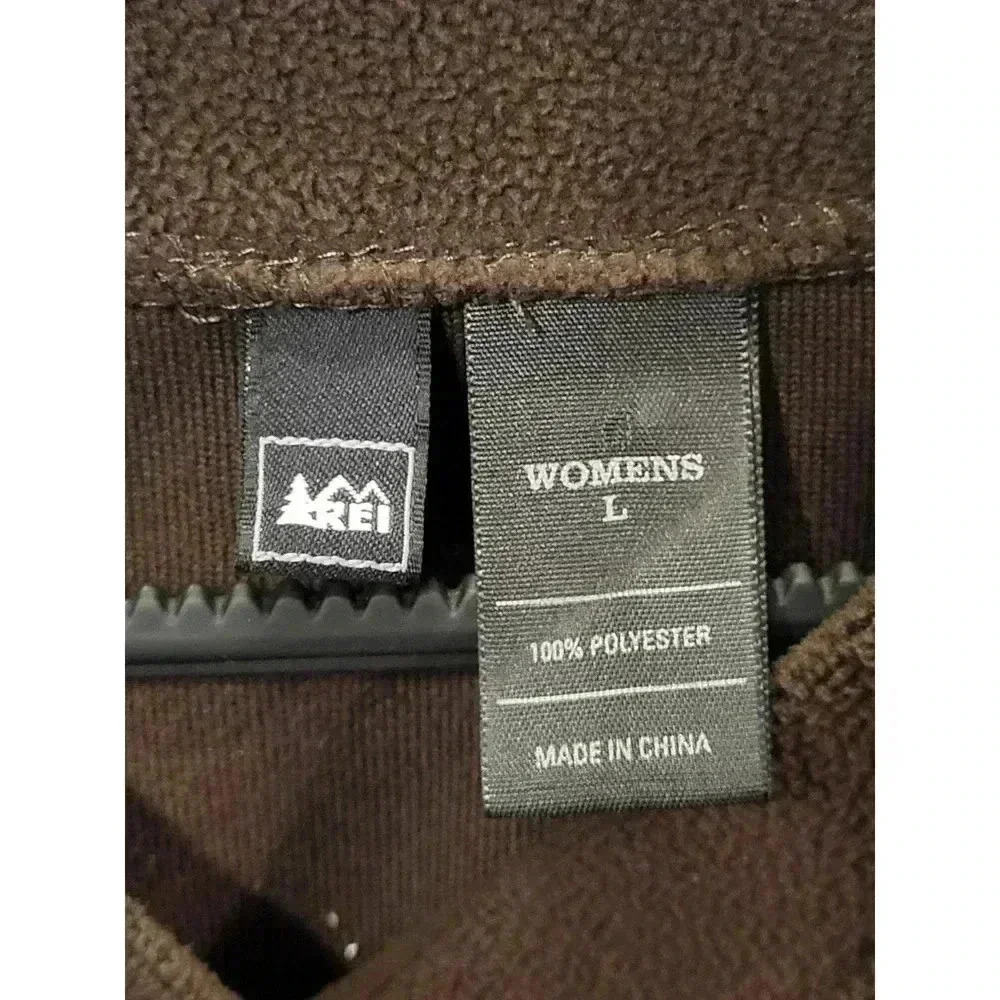 REI
WOMENS
L
100% POLYESTER
MADE IN CHINA